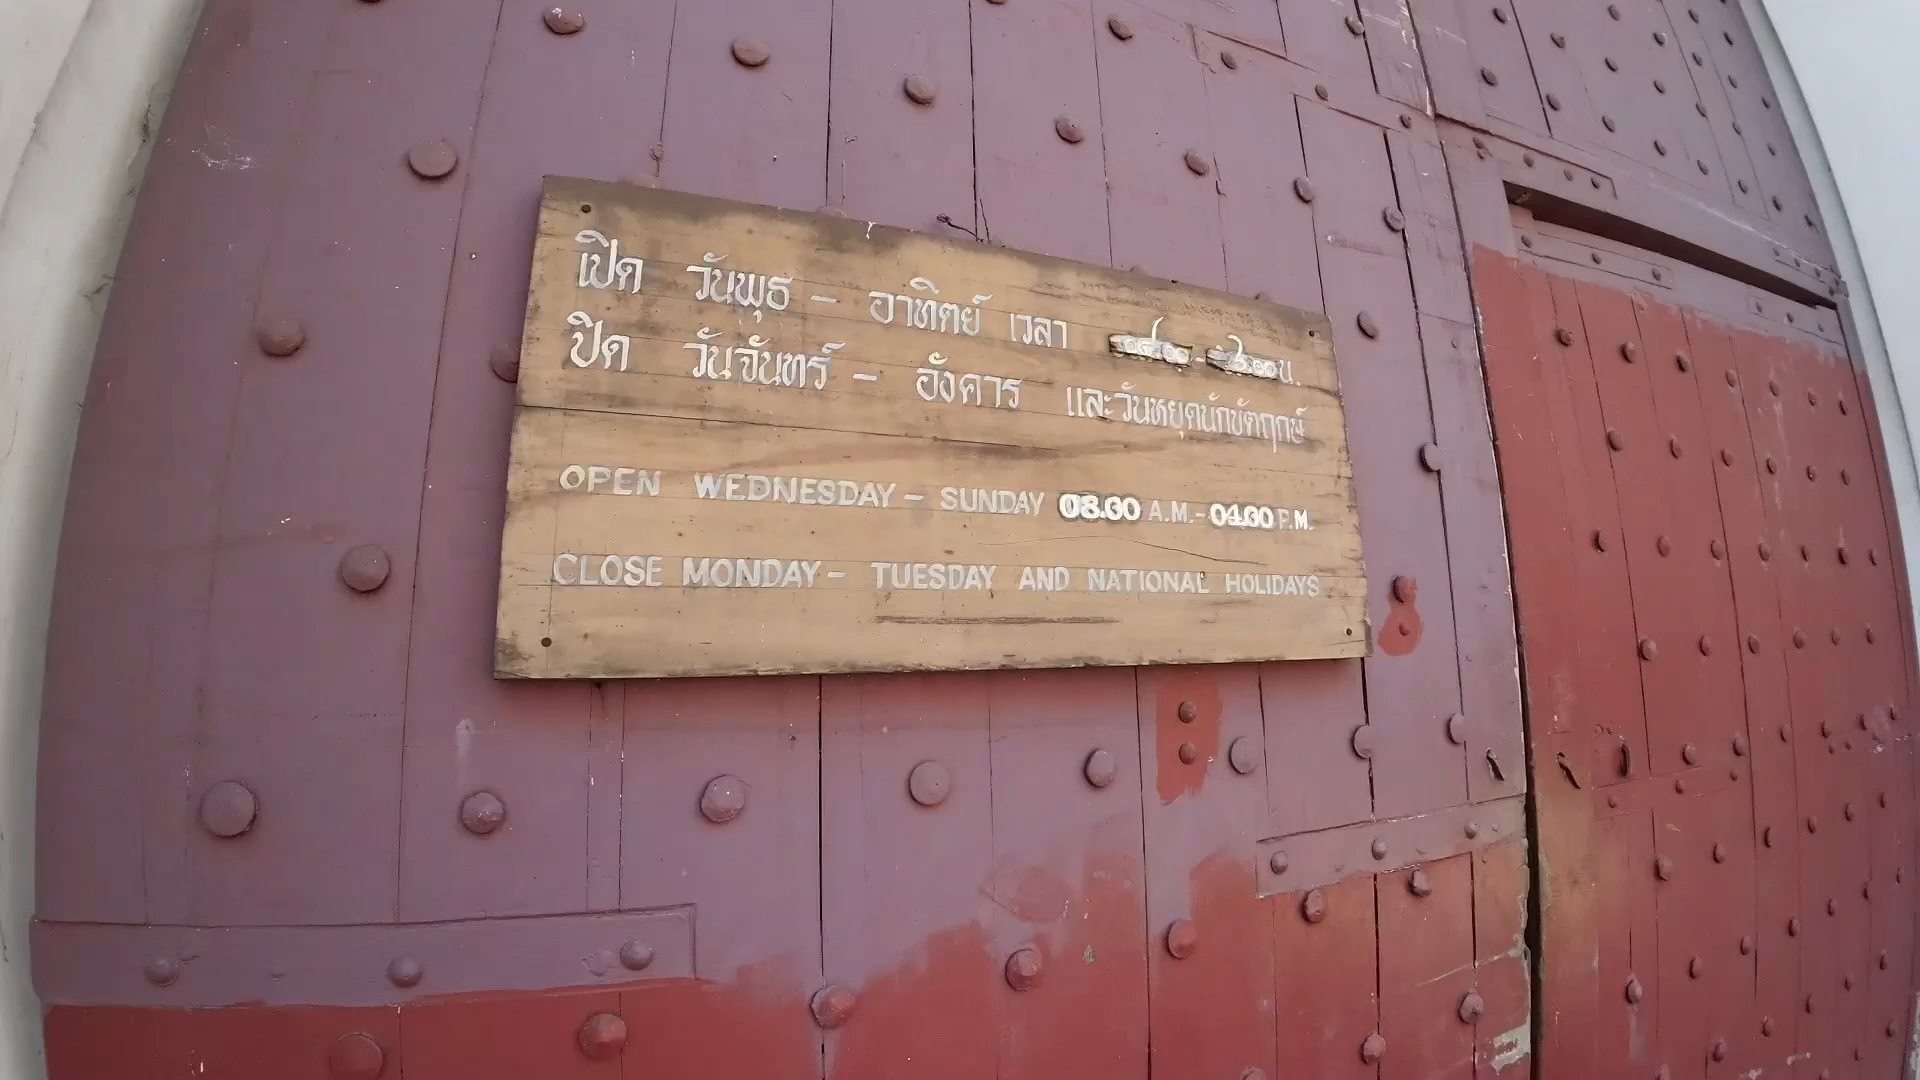 เปิด วันพุธ - อาทิตย์ เวลา น.
ปิด วันจันทร์ - อังคาร และวันหยุดนักขัตฤกษ์
OPEN WEDNESDAY - SUNDAY 08.00 A.M.- 04.00 P.M.
CLOSE MONDAY - TUESDAY AND NATIONAL HOLIDAYS